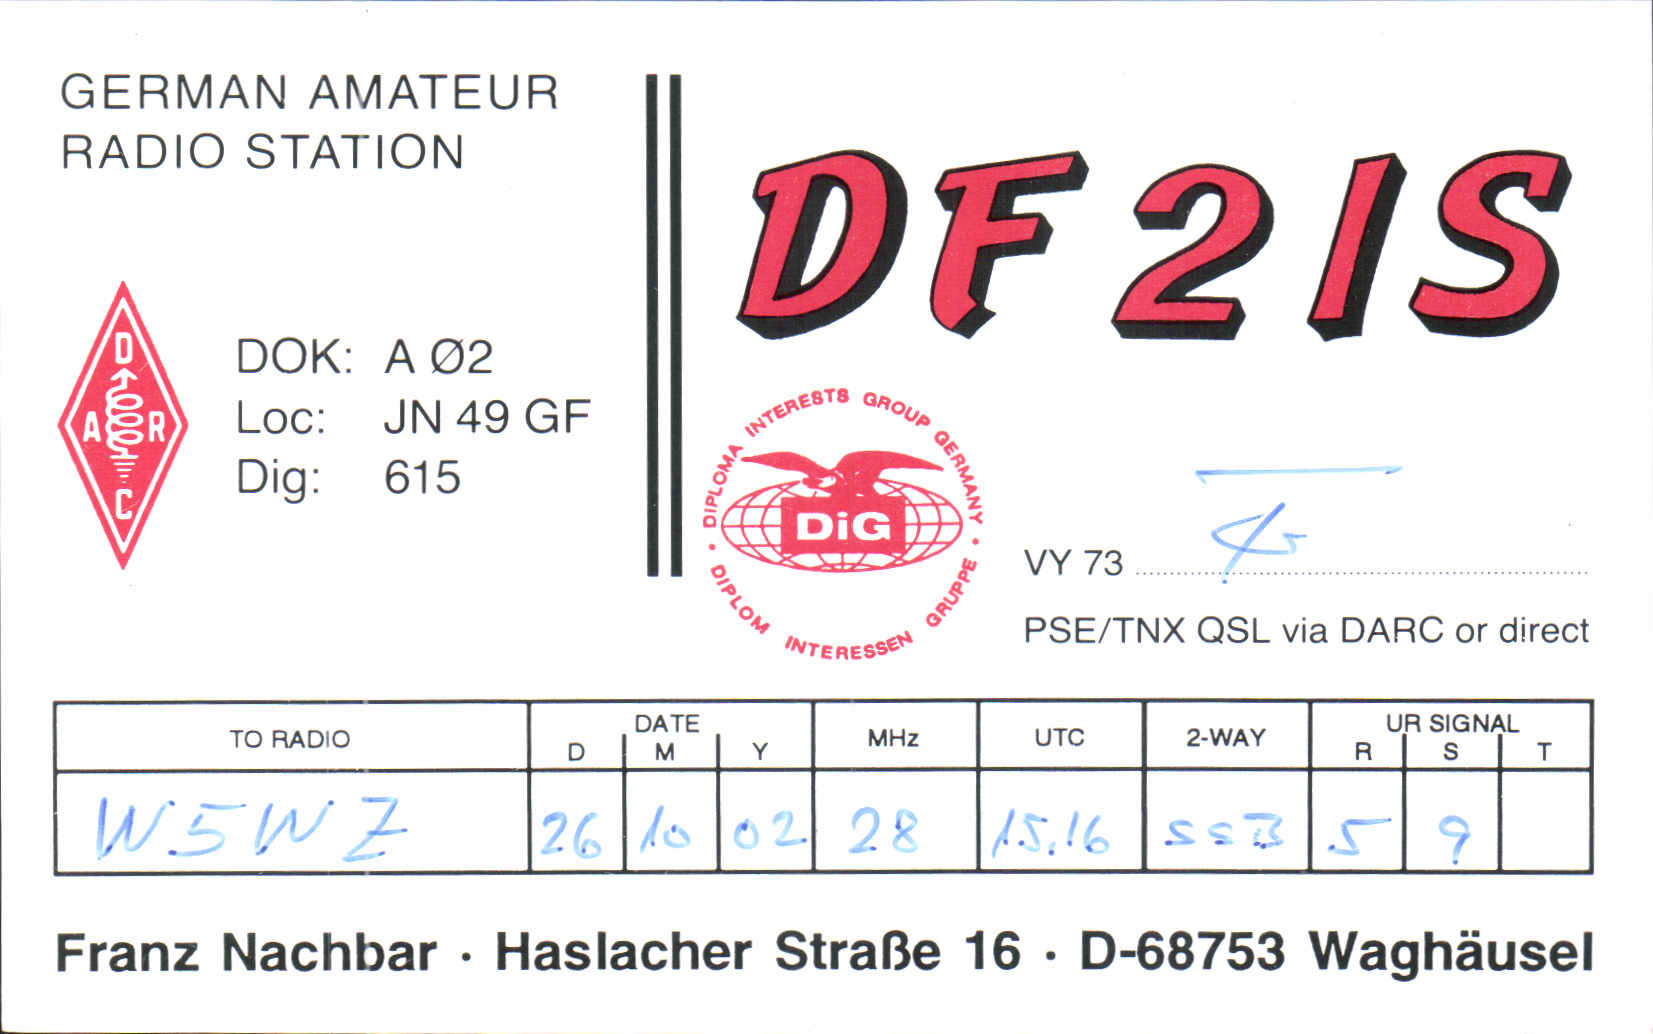 GERMAN AMATEUR
RADIO STATION
DF2IS
D
A R
C
DOK: A Ø2
Loc: JN 49 GF
Dig: 615
· DIPLOMA INTERESTS GROUP GERMANY ·
DiG
DIPLOM INTERESSEN GRUPPE
VY 73
PSE/TNX QSL via DARC or direct
TO RADIO DATE MHz UTC 2-WAY UR SIGNAL
D M Y R S T
W5WZ 26 10 02 28 15.16 SSB 5 9
Franz Nachbar · Haslacher Straße 16 · D-68753 Waghäusel